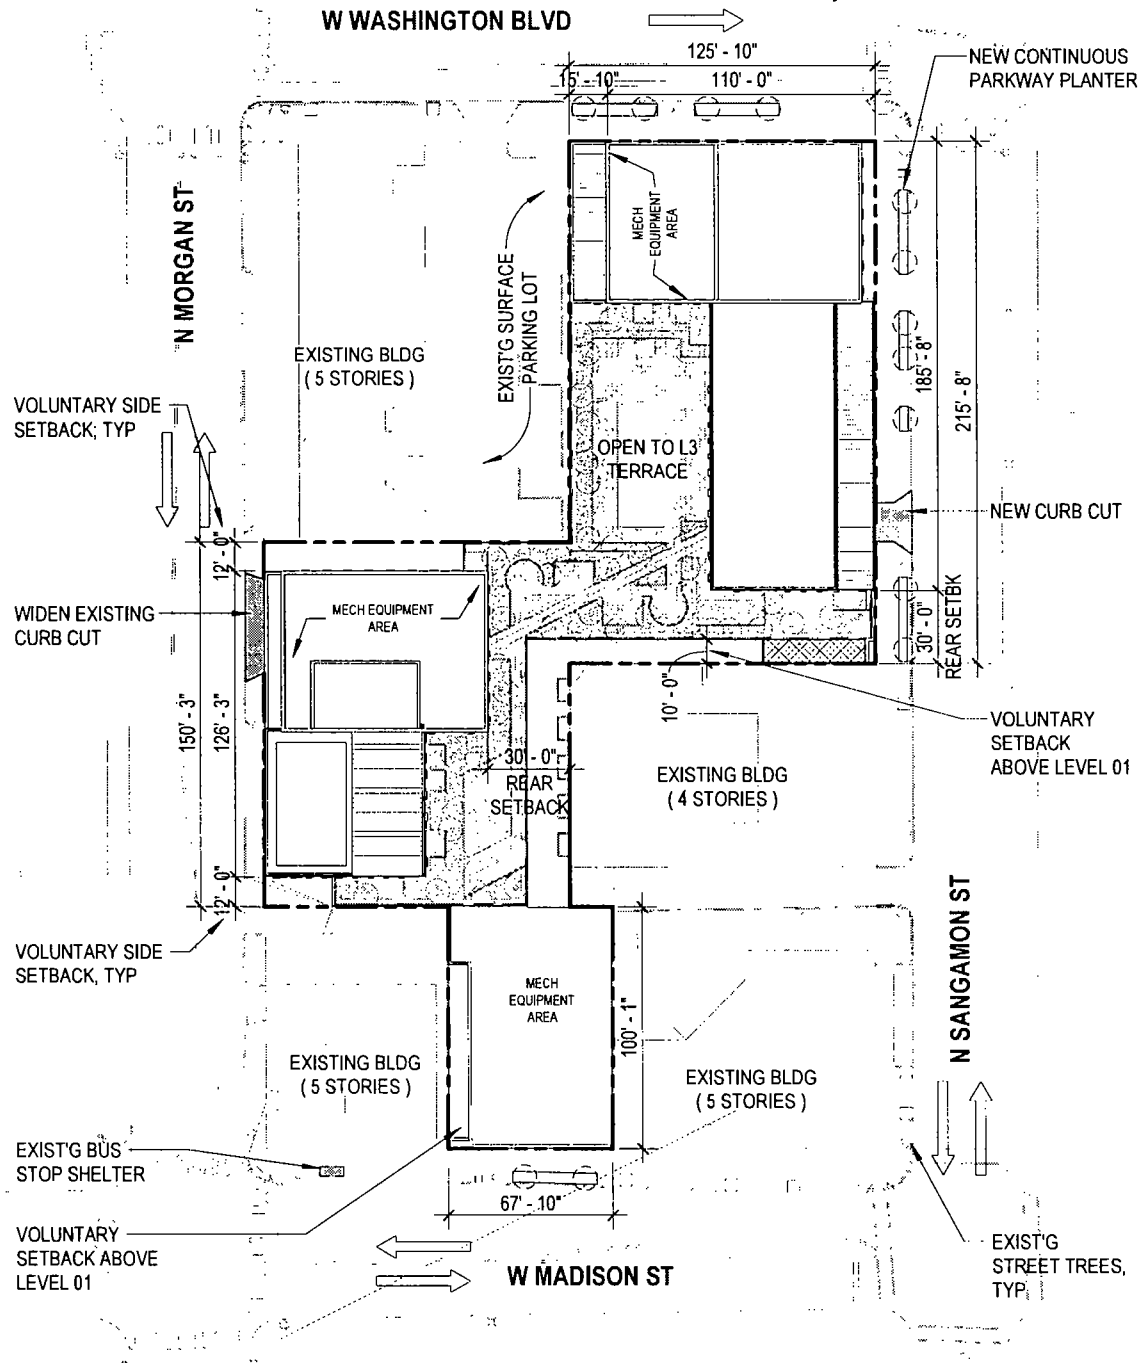 W WASHINGTON BLVD
125' - 10"
15' - 10"
110' - 0"
NEW CONTINUOUS
PARKWAY PLANTER
N MORGAN ST
MECH
EQUIPMENT
AREA
EXIST'G SURFACE
PARKING LOT
EXISTING BLDG
( 5 STORIES )
185' - 8"
215' - 8"
VOLUNTARY SIDE
SETBACK; TYP
OPEN TO L3
TERRACE
NEW CURB CUT
12' - 0"
WIDEN EXISTING
CURB CUT
MECH EQUIPMENT
AREA
30' - 0"
REAR SETBK
10' - 0"
150' - 3"
126' - 3"
VOLUNTARY
SETBACK
ABOVE LEVEL 01
30' - 0"
REAR
SETBACK
EXISTING BLDG
( 4 STORIES )
12' - 0"
VOLUNTARY SIDE
SETBACK, TYP
N SANGAMON ST
MECH
EQUIPMENT
AREA
100' - 1"
EXISTING BLDG
( 5 STORIES )
EXISTING BLDG
( 5 STORIES )
EXIST'G BUS
STOP SHELTER
67' - 10"
VOLUNTARY
SETBACK ABOVE
LEVEL 01
W MADISON ST
EXIST'G
STREET TREES,
TYP